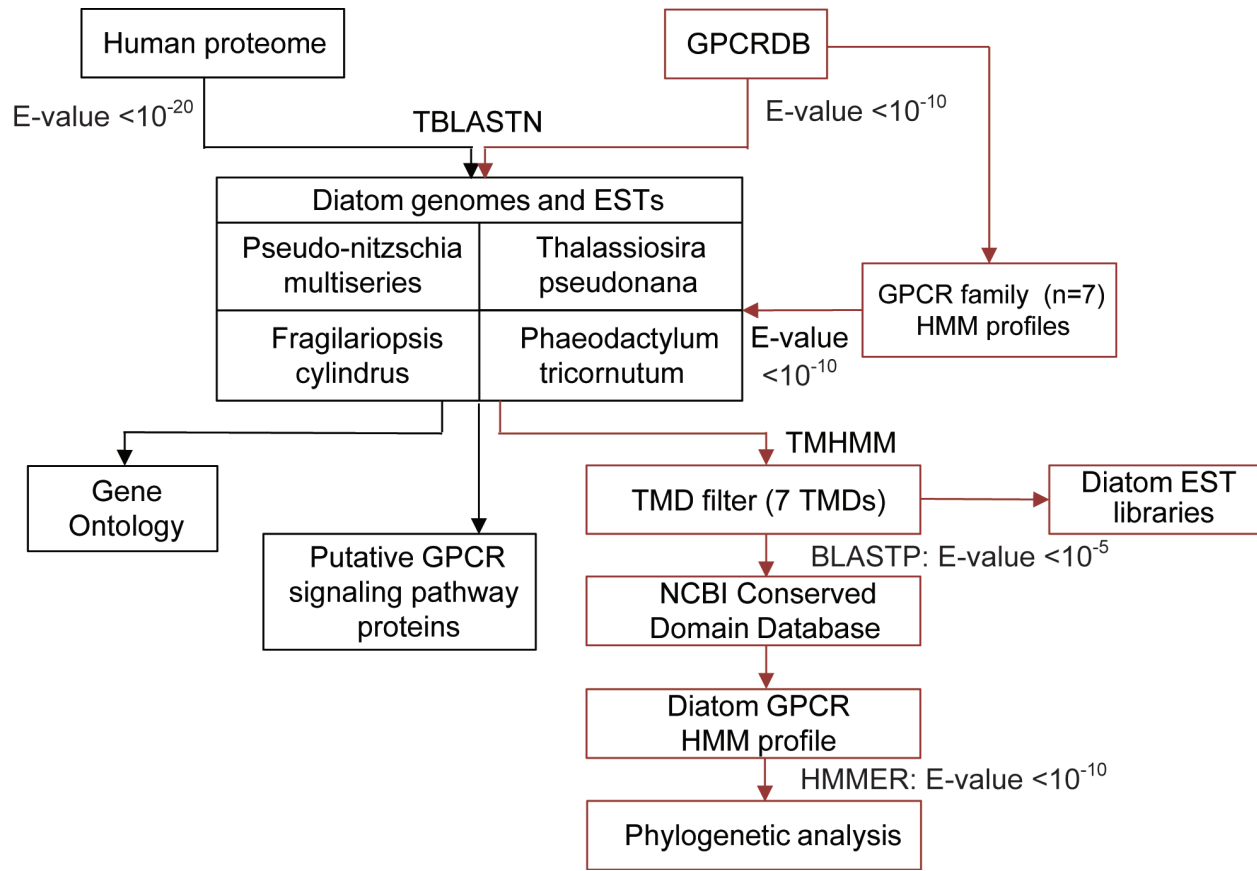 Human proteome
GPCRDB
E-value <10⁻²⁰
E-value <10⁻¹⁰
TBLASTN
Diatom genomes and ESTs
Pseudo-nitzschia
multiseries
Thalassiosira
pseudonana
Fragilariopsis
cylindrus
Phaeodactylum
tricornutum
GPCR family (n=7)
HMM profiles
E-value
<10⁻¹⁰
Gene
Ontology
Putative GPCR
signaling pathway
proteins
TMHMM
TMD filter (7 TMDs)
Diatom EST
libraries
BLASTP: E-value <10⁻⁵
NCBI Conserved
Domain Database
Diatom GPCR
HMM profile
HMMER: E-value <10⁻¹⁰
Phylogenetic analysis